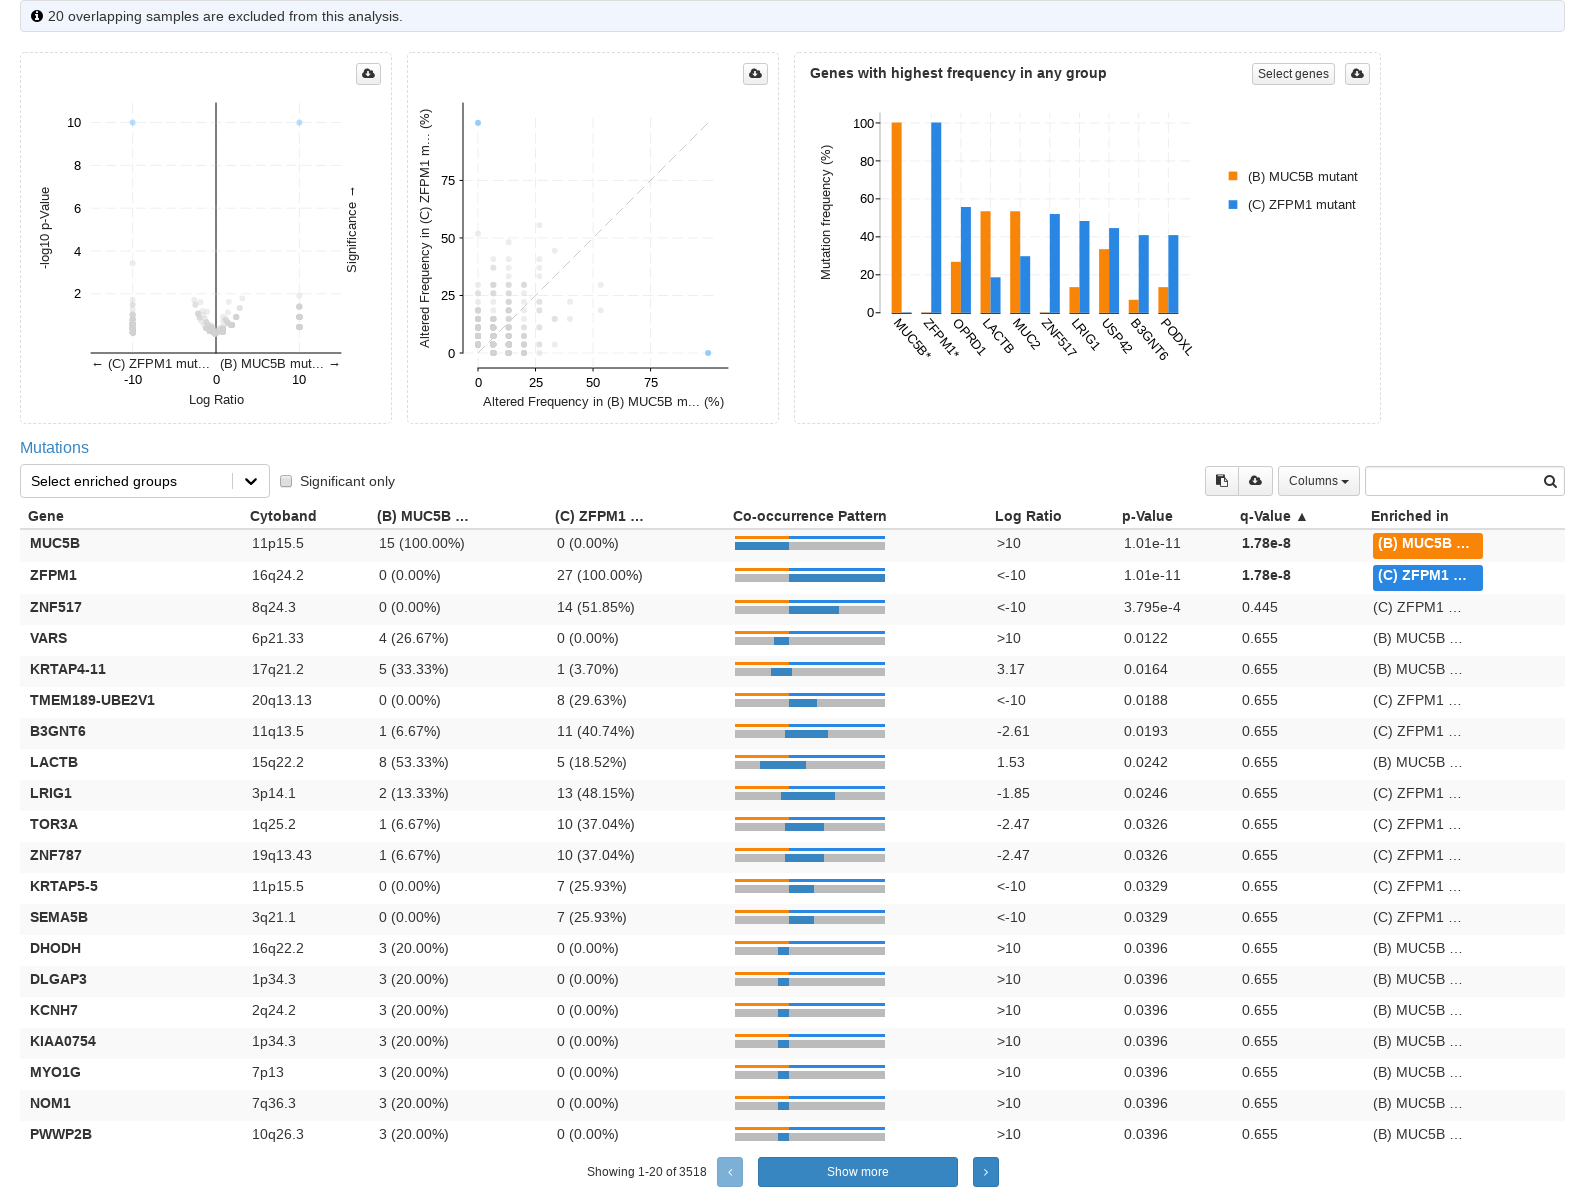 20 overlapping samples are excluded from this analysis.
10
8
6
4
2
-log10 p-Value
Significance →
← (C) ZFPM1 mut… (B) MUC5B mut… →
-10 0 10
Log Ratio
Altered Frequency in (C) ZFPM1 m… (%)
75
50
25
0
0 25 50 75
Altered Frequency in (B) MUC5B m… (%)
Genes with highest frequency in any group
Select genes
Mutation frequency (%)
100
80
60
40
20
0
MUC5B* ZFPM1* OPRD1 LACTB MUC2 ZNF517 LRIG1 USP42 B3GNT6 PODXL
(B) MUC5B mutant
(C) ZFPM1 mutant
Mutations
Select enriched groups Significant only Columns
Gene Cytoband (B) MUC5B … (C) ZFPM1 … Co-occurrence Pattern Log Ratio p-Value q-Value ▲ Enriched in
MUC5B 11p15.5 15 (100.00%) 0 (0.00%) >10 1.01e-11 1.78e-8 (B) MUC5B …
ZFPM1 16q24.2 0 (0.00%) 27 (100.00%) <-10 1.01e-11 1.78e-8 (C) ZFPM1 …
ZNF517 8q24.3 0 (0.00%) 14 (51.85%) <-10 3.795e-4 0.445 (C) ZFPM1 …
VARS 6p21.33 4 (26.67%) 0 (0.00%) >10 0.0122 0.655 (B) MUC5B …
KRTAP4-11 17q21.2 5 (33.33%) 1 (3.70%) 3.17 0.0164 0.655 (B) MUC5B …
TMEM189-UBE2V1 20q13.13 0 (0.00%) 8 (29.63%) <-10 0.0188 0.655 (C) ZFPM1 …
B3GNT6 11q13.5 1 (6.67%) 11 (40.74%) -2.61 0.0193 0.655 (C) ZFPM1 …
LACTB 15q22.2 8 (53.33%) 5 (18.52%) 1.53 0.0242 0.655 (B) MUC5B …
LRIG1 3p14.1 2 (13.33%) 13 (48.15%) -1.85 0.0246 0.655 (C) ZFPM1 …
TOR3A 1q25.2 1 (6.67%) 10 (37.04%) -2.47 0.0326 0.655 (C) ZFPM1 …
ZNF787 19q13.43 1 (6.67%) 10 (37.04%) -2.47 0.0326 0.655 (C) ZFPM1 …
KRTAP5-5 11p15.5 0 (0.00%) 7 (25.93%) <-10 0.0329 0.655 (C) ZFPM1 …
SEMA5B 3q21.1 0 (0.00%) 7 (25.93%) <-10 0.0329 0.655 (C) ZFPM1 …
DHODH 16q22.2 3 (20.00%) 0 (0.00%) >10 0.0396 0.655 (B) MUC5B …
DLGAP3 1p34.3 3 (20.00%) 0 (0.00%) >10 0.0396 0.655 (B) MUC5B …
KCNH7 2q24.2 3 (20.00%) 0 (0.00%) >10 0.0396 0.655 (B) MUC5B …
KIAA0754 1p34.3 3 (20.00%) 0 (0.00%) >10 0.0396 0.655 (B) MUC5B …
MYO1G 7p13 3 (20.00%) 0 (0.00%) >10 0.0396 0.655 (B) MUC5B …
NOM1 7q36.3 3 (20.00%) 0 (0.00%) >10 0.0396 0.655 (B) MUC5B …
PWWP2B 10q26.3 3 (20.00%) 0 (0.00%) >10 0.0396 0.655 (B) MUC5B …
Showing 1-20 of 3518 ‹ Show more ›